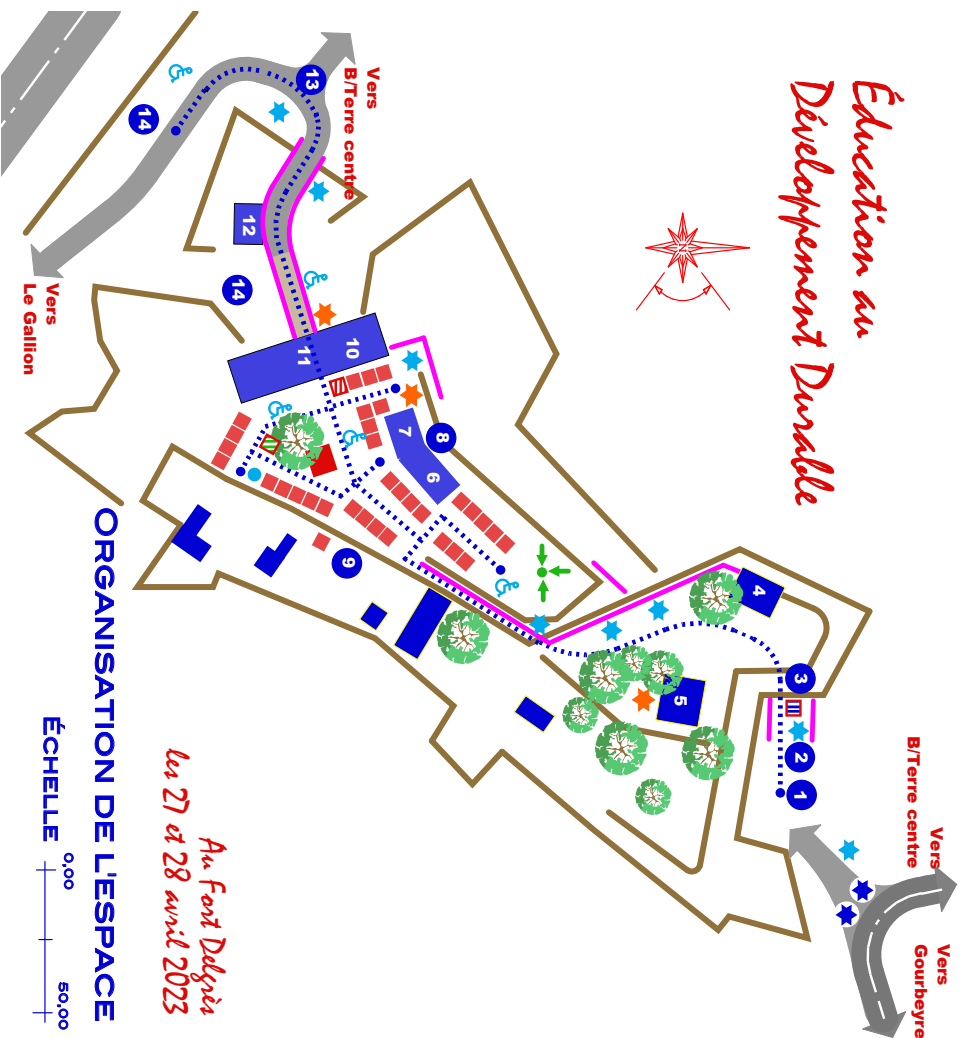 Éducation au
Développement Durable
Vers
B/Terre centre
Vers
Gourbeyre
Vers
B/Terre centre
Vers
Le Gallion
N
1
2
3
4
5
6
7
8
9
10
11
12
13
14
14
Au Fort Delgrès
les 27 et 28 avril 2023
ORGANISATION DE L'ESPACE
ÉCHELLE
0,00
50,00